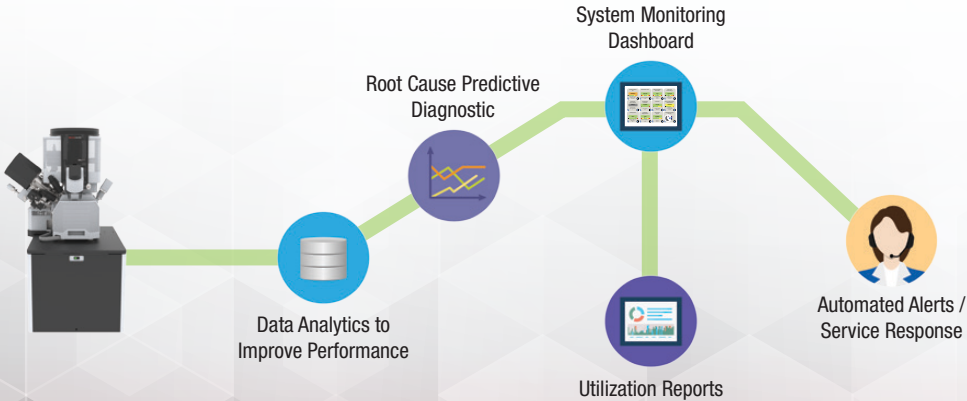 System Monitoring
Dashboard
Root Cause Predictive
Diagnostic
Data Analytics to
Improve Performance
Utilization Reports
Automated Alerts /
Service Response